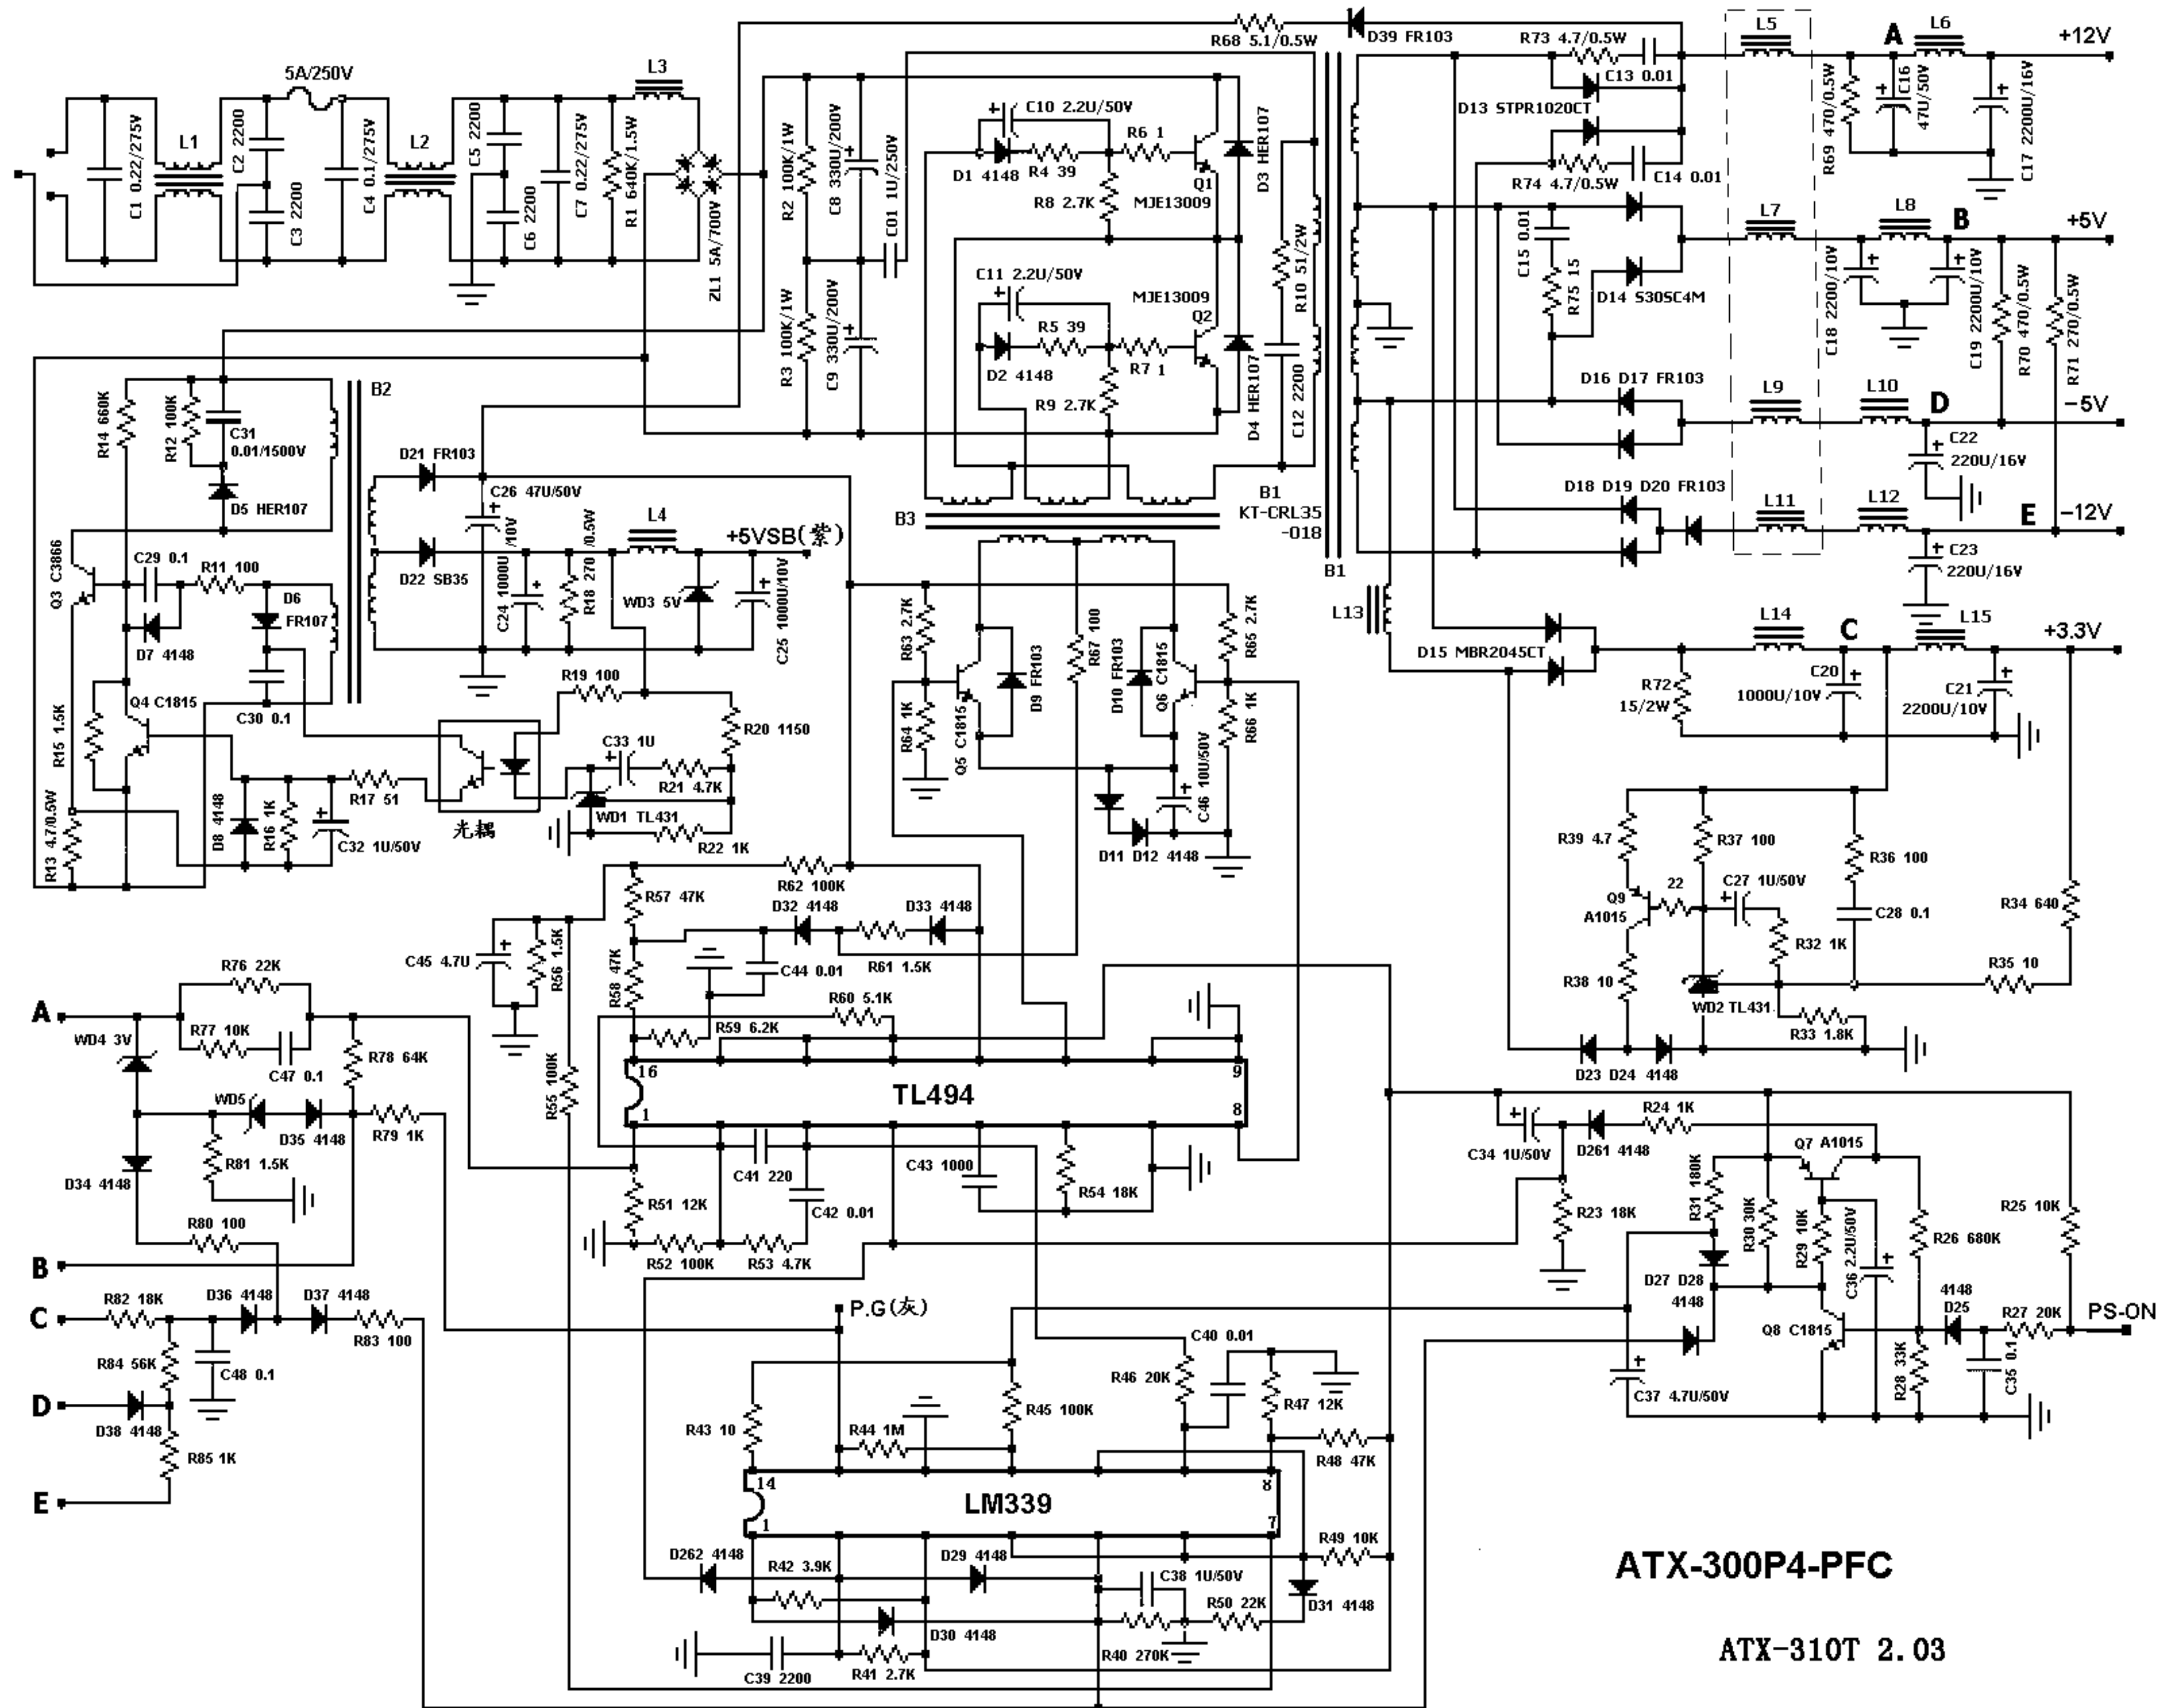 R68 5.1/0.5W
D39 FR103
R73 4.7/0.5W
C13 0.01
D13 STPR1020CT
R74 4.7/0.5W
C14 0.01
L5
A
L6
+12V
R69 470/0.5W
C16
47U/50V
C17 2200U/16V
5A/250V
L3
L1
L2
C1 0.22/275V
C2 2200
C3 2200
C4 0.1/275V
C5 2200
C6 2200
C7 0.22/275V
R1 640K/1.5W
ZL1 5A/700V
R2 100K/1W
C8 330U/200V
C01 1U/250V
R3 100K/1W
C9 330U/200V
C10 2.2U/50V
D1 4148
R4 39
R6 1
R8 2.7K
Q1
MJE13009
D3 HER107
C11 2.2U/50V
R5 39
D2 4148
R7 1
R9 2.7K
MJE13009
Q2
D4 HER107
R10 51/2W
C12 2200
B1
KT-CRL35
-018
B1
B3
C15 0.01
R75 15
D14 S30SC4M
L7
L8
B
+5V
C18 2200/10V
C19 2200U/10V
R70 470/0.5W
R71 270/0.5W
D16 D17 FR103
L9
L10
D
-5V
C22
220U/16V
D18 D19 D20 FR103
L11
L12
E
-12V
C23
220U/16V
L13
D15 MBR2045CT
L14
C
L15
+3.3V
R72
15/2W
C20
1000U/10V
C21
2200U/10V
B2
R14 660K
R12 100K
C31
0.01/1500V
D5 HER107
Q3 C3866
C29 0.1
R11 100
D6
FR107
D7 4148
Q4 C1815
C30 0.1
R15 1.5K
R13 4.7/0.5W
D8 4148
R16 1K
C32 1U/50V
R17 51
光耦
D21 FR103
C26 47U/50V
D22 SB35
C24 1000U
/10V
R18 270
/0.5W
L4
+5VSB(紫)
WD3 5V
C25 1000U/10V
R19 100
R20 1150
C33 1U
R21 4.7K
WD1 TL431
R22 1K
R63 2.7K
R64 1K
Q5 C1815
D9 FR103
R67 100
D10 FR103
Q6 C1815
R65 2.7K
R66 1K
C46 10U/50V
D11 D12 4148
R39 4.7
R37 100
R36 100
Q9
A1015
22
C27 1U/50V
C28 0.1
R32 1K
R34 640
R35 10
R38 10
WD2 TL431
R33 1.8K
D23 D24 4148
R57 47K
R62 100K
D32 4148
D33 4148
C45 4.7U
R56 1.5K
R58 47K
C44 0.01
R61 1.5K
R60 5.1K
R59 6.2K
R55 100K
16
9
TL494
1
8
C41 220
C43 1000
R54 18K
R51 12K
C42 0.01
R52 100K
R53 4.7K
A
R76 22K
R77 10K
C47 0.1
WD4 3V
R78 64K
WD5
D35 4148
R79 1K
D34 4148
R81 1.5K
R80 100
B
C
R82 18K
D36 4148
D37 4148
R83 100
R84 56K
C48 0.1
D
D38 4148
R85 1K
E
P.G(灰)
R24 1K
C34 1U/50V
D261 4148
Q7 A1015
R23 18K
R31 180K
R30 30K
R29 10K
C36 2.2U/50V
R26 680K
R25 10K
D27 D28
4148
Q8 C1815
4148
D25
R27 20K
PS-ON
R28 33K
C35 0.1
C37 4.7U/50V
C40 0.01
R46 20K
R47 12K
R45 100K
R43 10
R44 1M
R48 47K
14
8
LM339
1
7
R49 10K
D262 4148
R42 3.9K
D29 4148
C38 1U/50V
R50 22K
D31 4148
D30 4148
R40 270K
C39 2200
R41 2.7K
ATX-300P4-PFC
ATX-310T 2.03